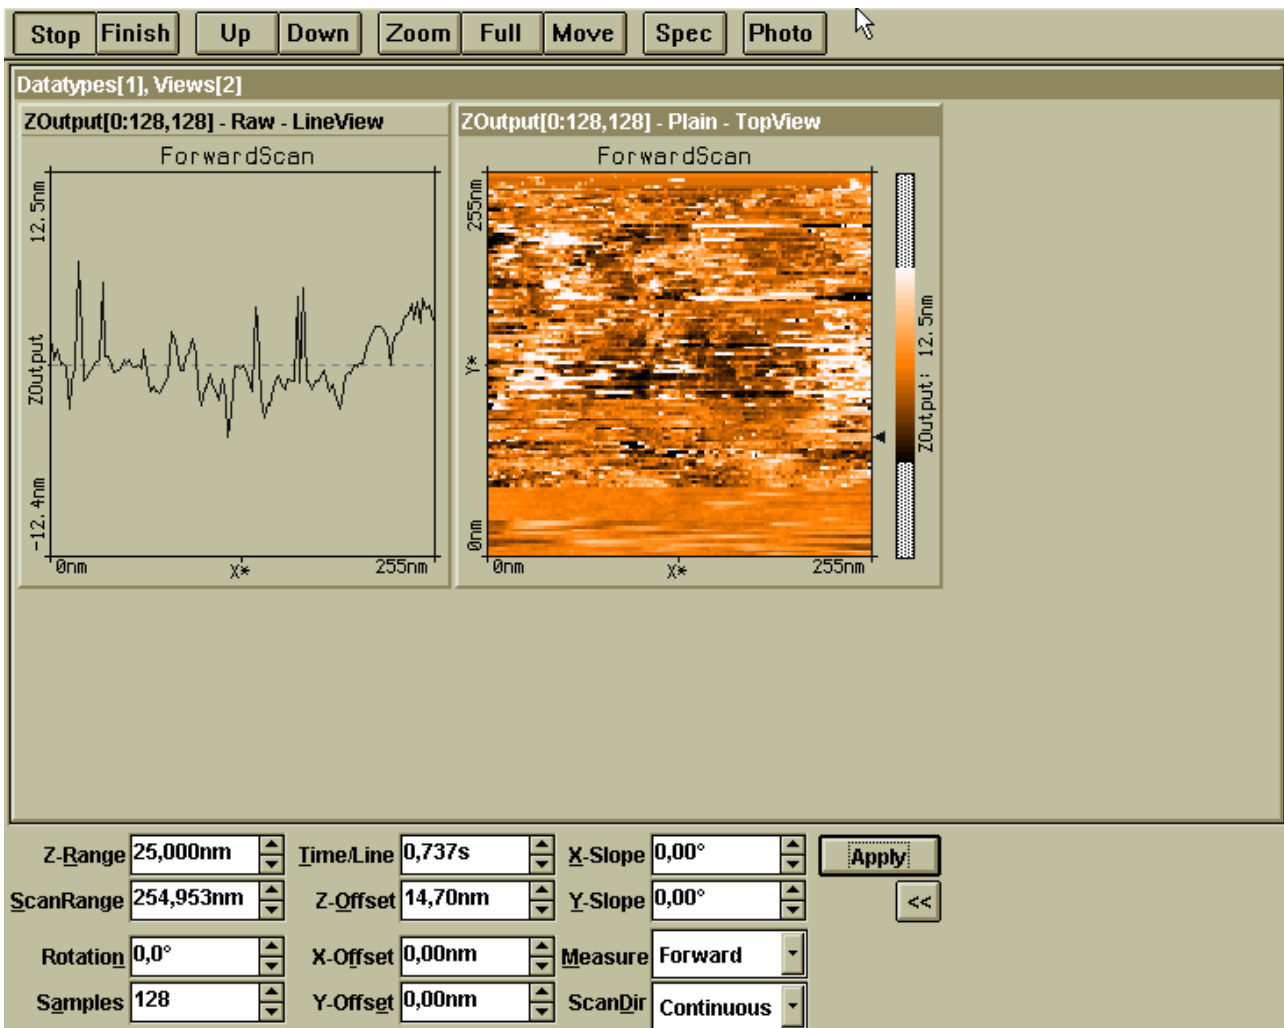 Stop Finish Up Down Zoom Full Move Spec Photo
Datatypes[1], Views[2]
ZOutput[0:128,128] - Raw - LineView
ForwardScan
12.5nm
ZOutput
-12.4nm
0nm X* 255nm
ZOutput[0:128,128] - Plain - TopView
ForwardScan
255nm
Y*
0nm
0nm X* 255nm
ZOutput: 12.5nm
Z-Range 25,000nm Time/Line 0,737s X-Slope 0,00° Apply
ScanRange 254,953nm Z-Offset 14,70nm Y-Slope 0,00° <<
Rotation 0,0° X-Offset 0,00nm Measure Forward
Samples 128 Y-Offset 0,00nm ScanDir Continuous